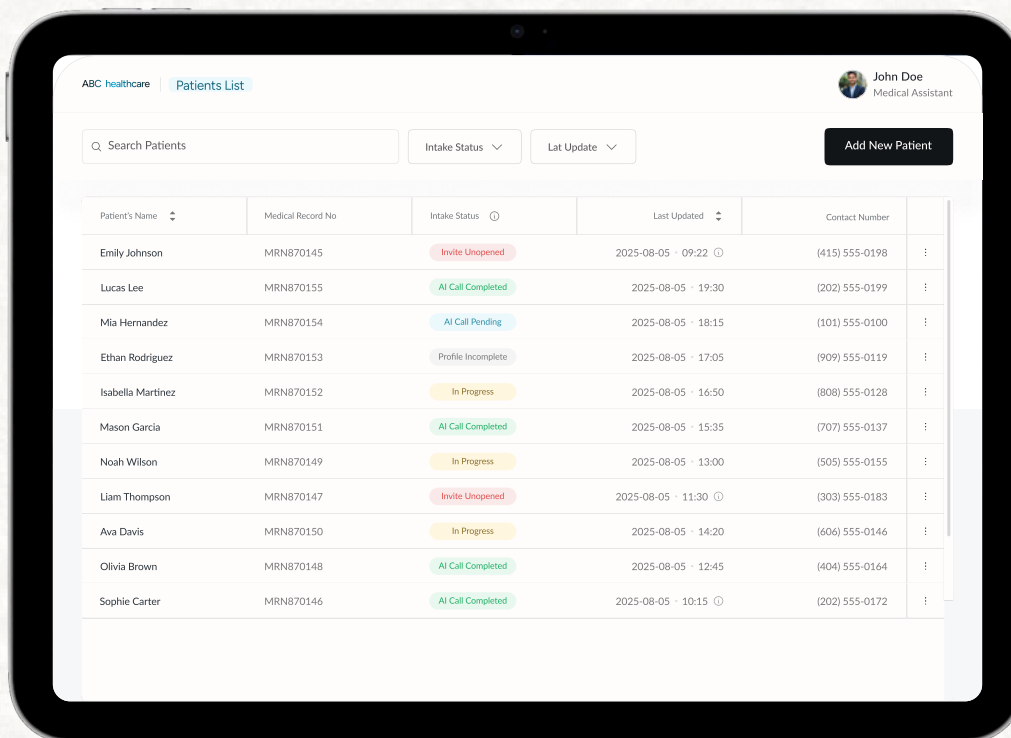 ABC healthcare Patients List
John Doe
Medical Assistant
Search Patients Intake Status Lat Update Add New Patient
Patient's Name Medical Record No Intake Status Last Updated Contact Number
Emily Johnson MRN870145 Invite Unopened 2025-08-05 · 09:22 (415) 555-0198
Lucas Lee MRN870155 AI Call Completed 2025-08-05 · 19:30 (202) 555-0199
Mia Hernandez MRN870154 AI Call Pending 2025-08-05 · 18:15 (101) 555-0100
Ethan Rodriguez MRN870153 Profile Incomplete 2025-08-05 · 17:05 (909) 555-0119
Isabella Martinez MRN870152 In Progress 2025-08-05 · 16:50 (808) 555-0128
Mason Garcia MRN870151 AI Call Completed 2025-08-05 · 15:35 (707) 555-0137
Noah Wilson MRN870149 In Progress 2025-08-05 · 13:00 (505) 555-0155
Liam Thompson MRN870147 Invite Unopened 2025-08-05 · 11:30 (303) 555-0183
Ava Davis MRN870150 In Progress 2025-08-05 · 14:20 (606) 555-0146
Olivia Brown MRN870148 AI Call Completed 2025-08-05 · 12:45 (404) 555-0164
Sophie Carter MRN870146 AI Call Completed 2025-08-05 · 10:15 (202) 555-0172